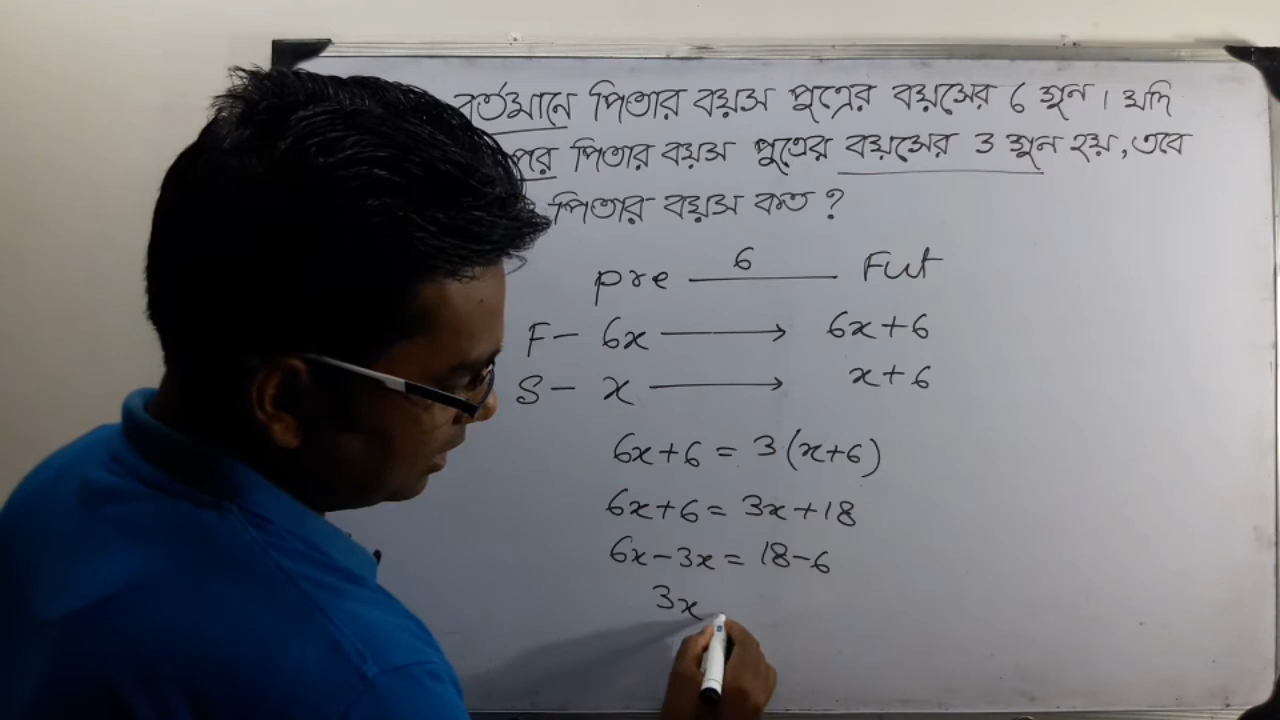 বর্তমানে পিতার বয়স পুত্রের বয়সের ৬ গুন। যদি
পরে পিতার বয়স পুত্রের বয়সের 3 গুন হয়, তবে
পিতার বয়স কত?
pre 6 Fut
F- 6x → 6x+6
S- x → x+6
6x+6 = 3(x+6)
6x+6 = 3x+18
6x-3x = 18-6
3x